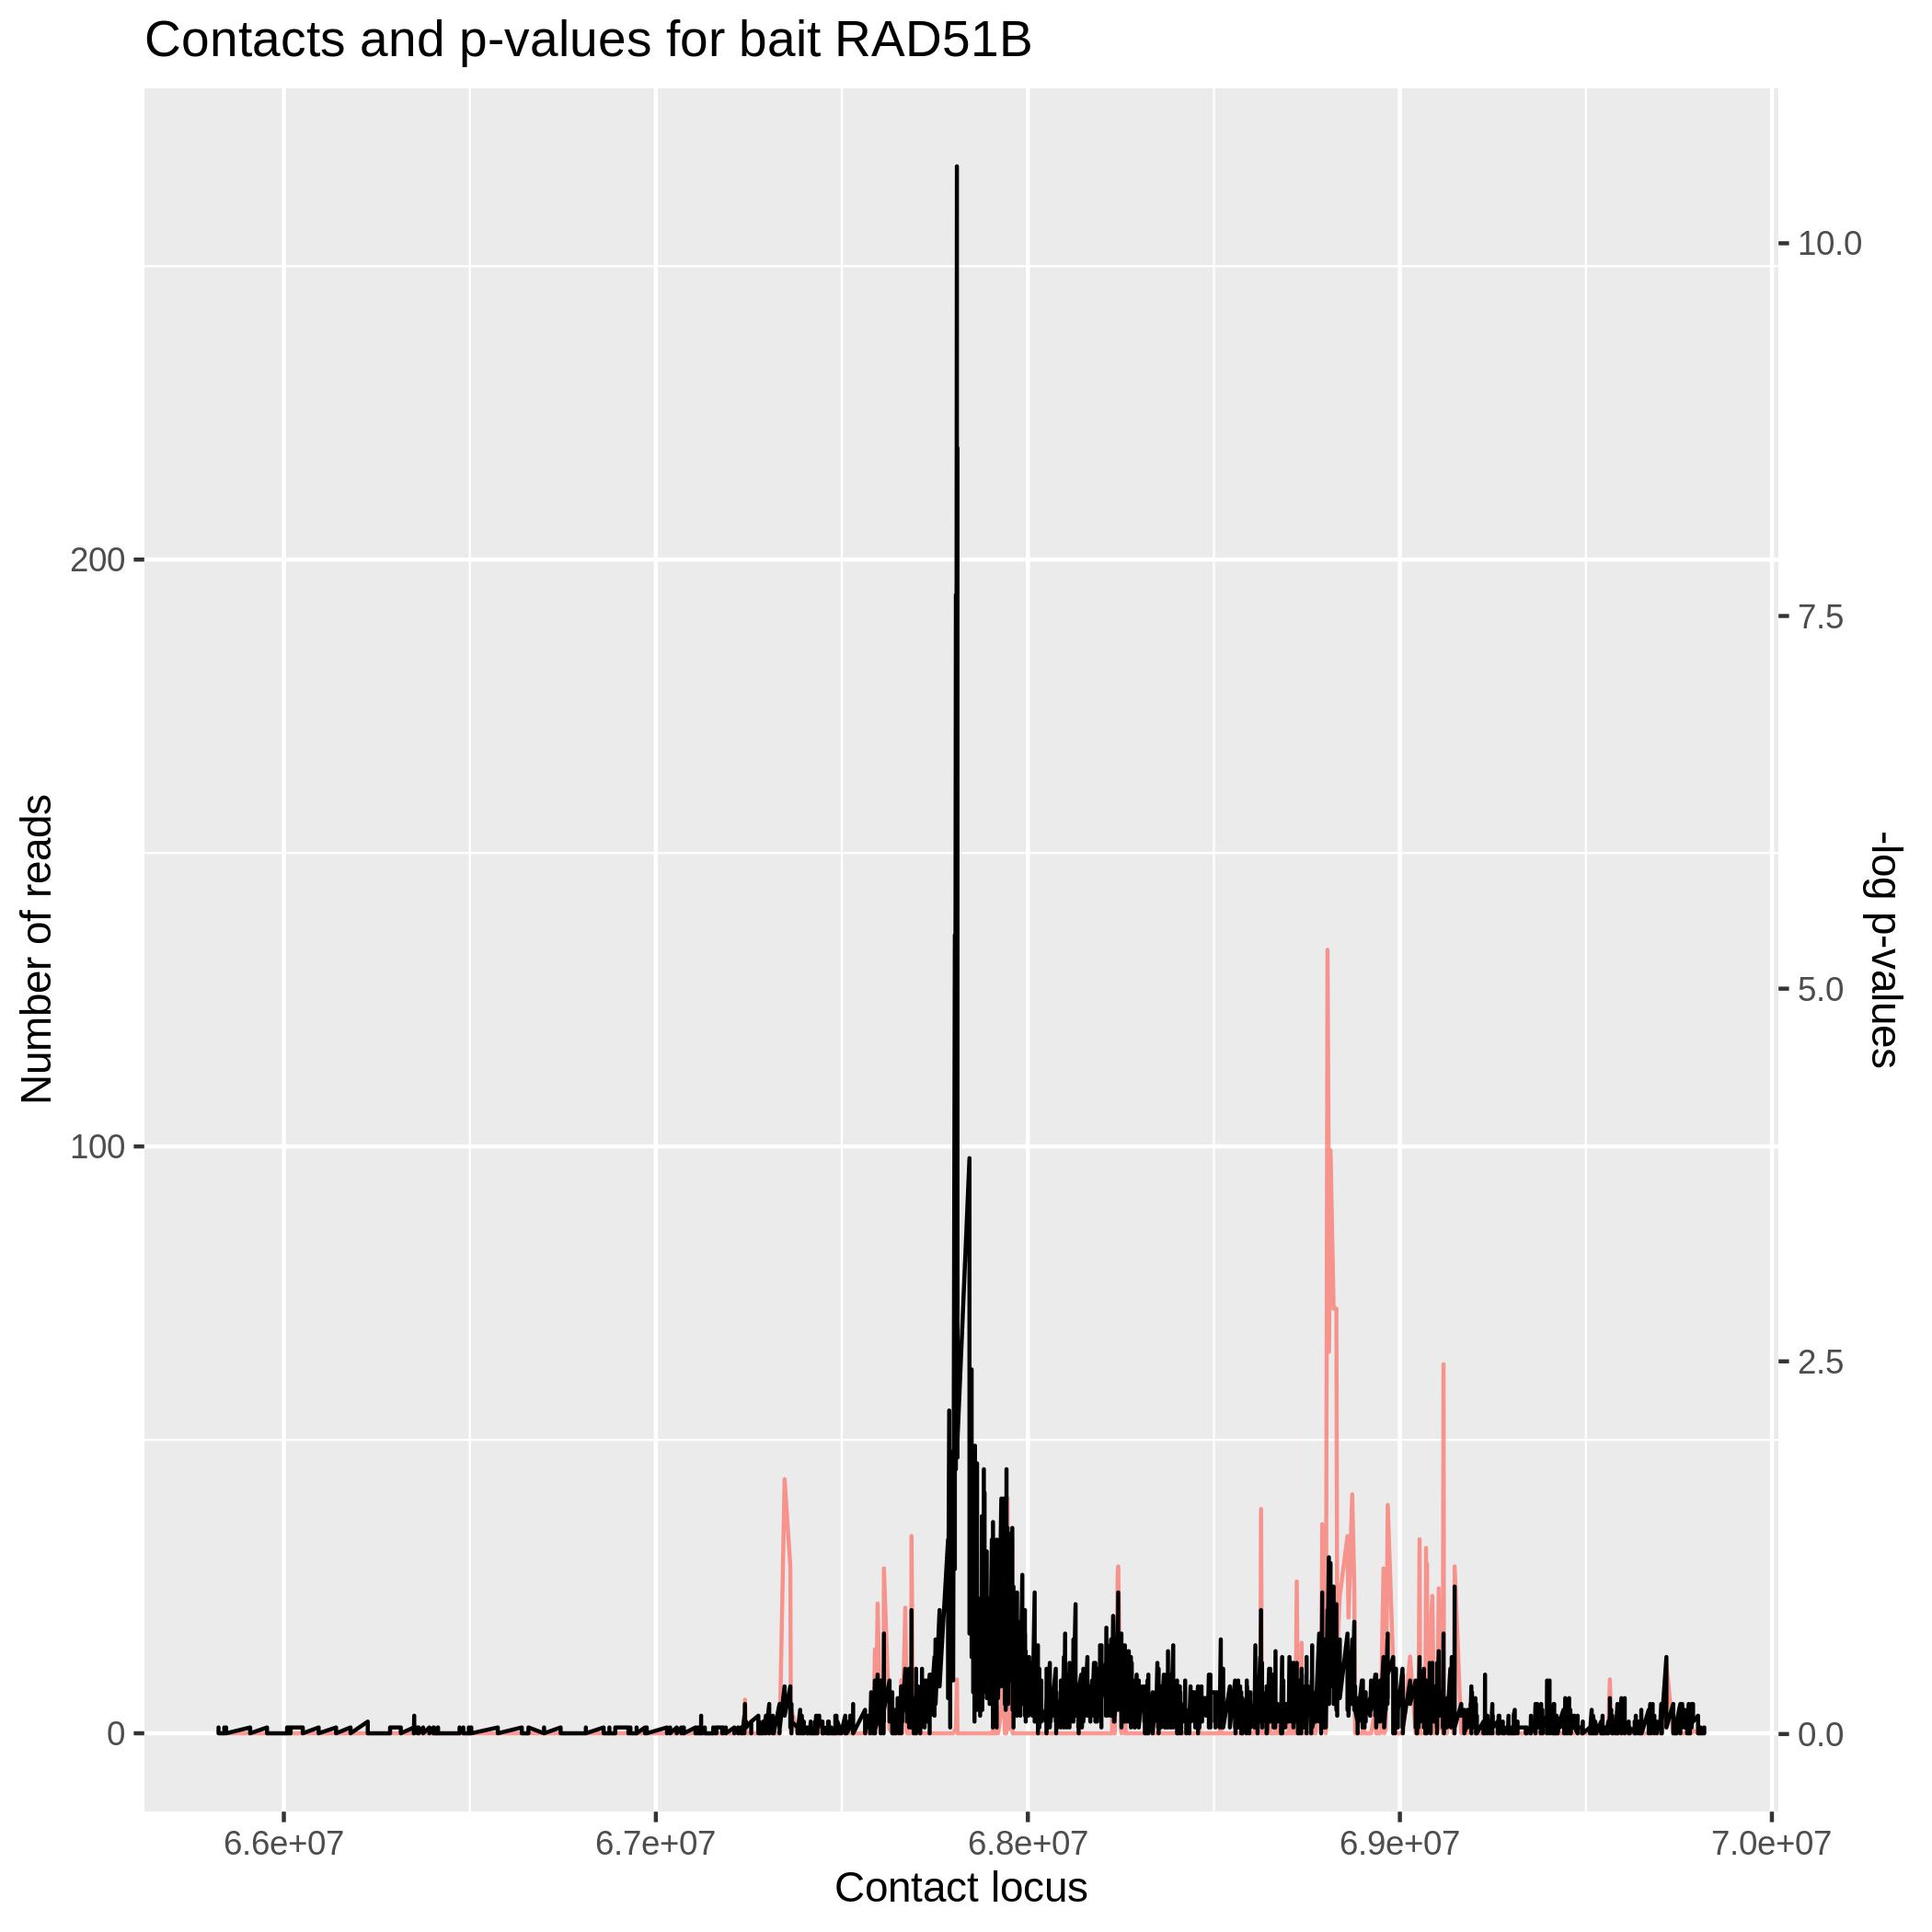 Contacts and p-values for bait RAD51B
Number of reads
200
100
0
10.0
7.5
5.0
2.5
0.0
-log p-values
6.6e+07 6.7e+07 6.8e+07 6.9e+07 7.0e+07
Contact locus